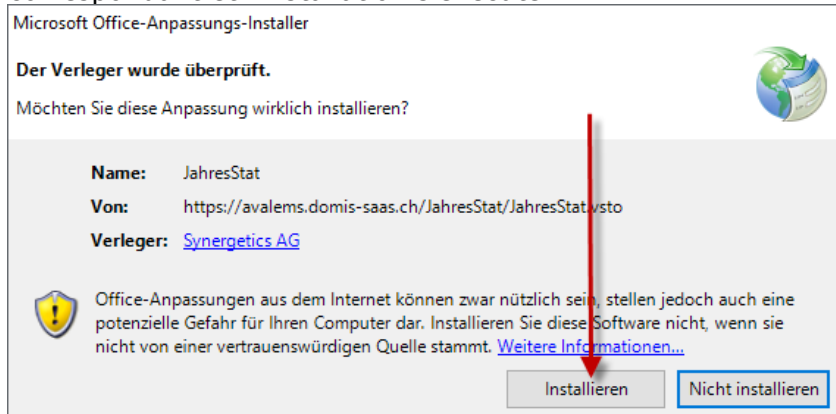 Microsoft Office-Anpassungs-Installer
Der Verleger wurde überprüft.
Möchten Sie diese Anpassung wirklich installieren?
Name: JahresStat
Von: https://avalems.domis-saas.ch/JahresStat/JahresStat.vsto
Verleger: Synergetics AG
Office-Anpassungen aus dem Internet können zwar nützlich sein, stellen jedoch auch eine
potenzielle Gefahr für Ihren Computer dar. Installieren Sie diese Software nicht, wenn sie
nicht von einer vertrauenswürdigen Quelle stammt. Weitere Informationen...
Installieren Nicht installieren